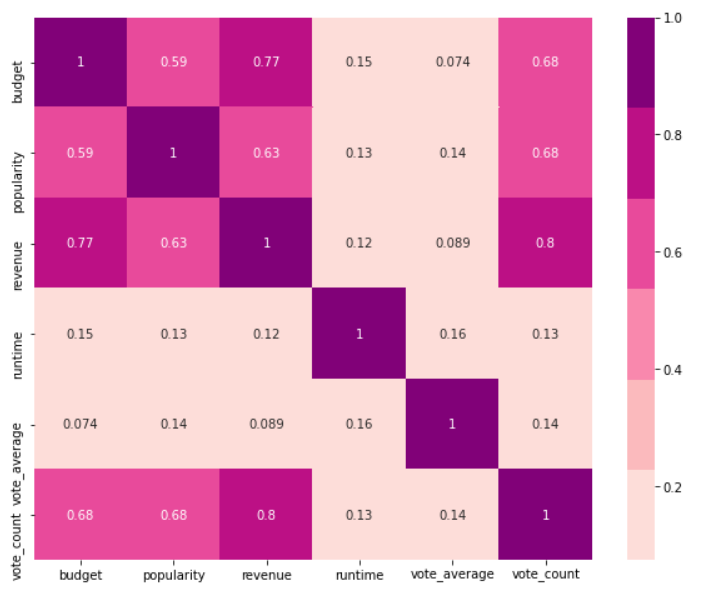 budget 1 0.59 0.77 0.15 0.074 0.68
popularity 0.59 1 0.63 0.13 0.14 0.68
revenue 0.77 0.63 1 0.12 0.089 0.8
runtime 0.15 0.13 0.12 1 0.16 0.13
vote_average 0.074 0.14 0.089 0.16 1 0.14
vote_count 0.68 0.68 0.8 0.13 0.14 1
budget popularity revenue runtime vote_average vote_count
1.0
0.8
0.6
0.4
0.2